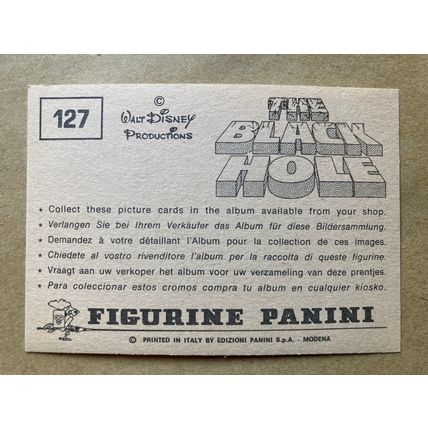 127
©
WALT DISNEY
PRODUCTIONS
THE
BLACK
HOLE
★ Collect these picture cards in the album available from your shop.
★ Verlangen Sie bei Ihrem Verkäufer das Album für diese Bildersammlung.
★ Demandez à votre détaillant l'Album pour la collection de ces images.
★ Chiedete al vostro rivenditore l'album per la raccolta di queste figurine.
★ Vraagt aan uw verkoper het album voor uw verzameling van deze prentjes.
★ Para coleccionar estos cromos compra tu album en cualquier kiosko.
FIGURINE PANINI
© PRINTED IN ITALY BY EDIZIONI PANINI S.p.A. - MODENA